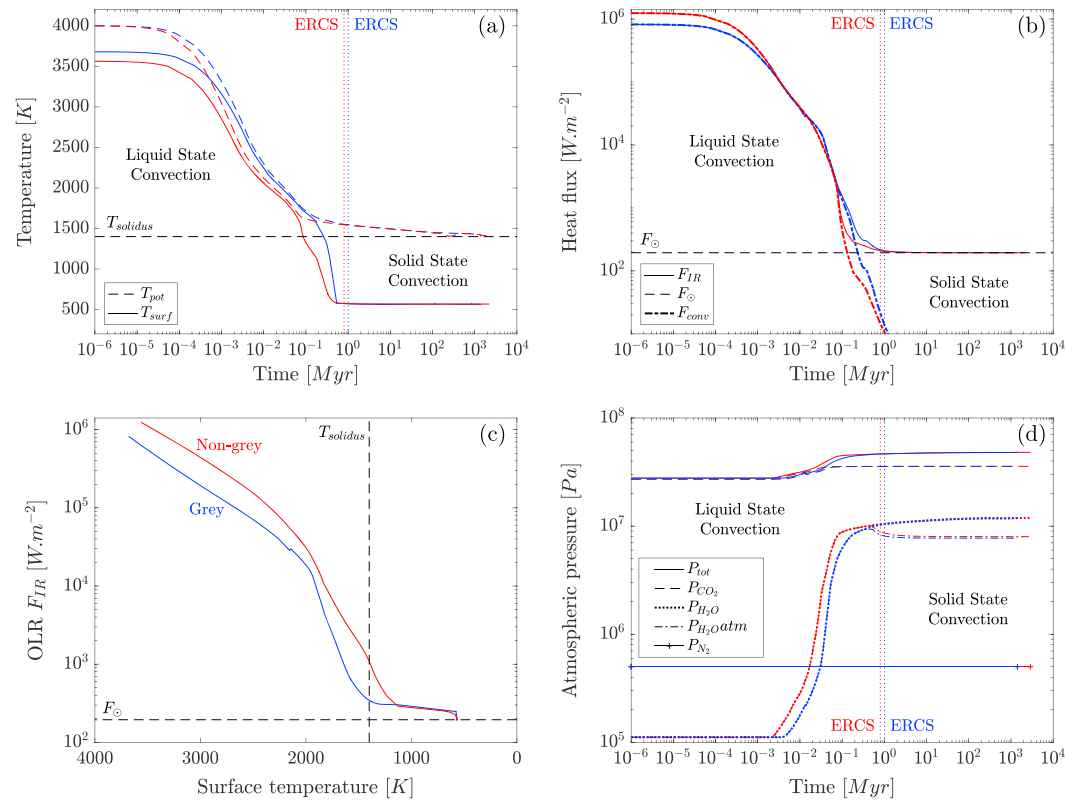 ERCS ERCS
(a)
Temperature [K]
4000
3500
3000
2500
2000
1500
1000
500
Liquid State
Convection
T_solidus
Solid State
Convection
T_pot
T_surf
10^−6 10^−5 10^−4 10^−3 10^−2 10^−1 10^0 10^1 10^2 10^3 10^4
Time [Myr]
ERCS ERCS
(b)
Heat flux [W.m^−2]
10^6
10^4
10^2
Liquid State
Convection
F_⊙
Solid State
Convection
F_IR
F_⊙
F_conv
10^−6 10^−5 10^−4 10^−3 10^−2 10^−1 10^0 10^1 10^2 10^3 10^4
Time [Myr]
(c)
OLR F_IR [W.m^−2]
10^6
10^5
10^4
10^3
10^2
T_solidus
Non-grey
Grey
F_⊙
4000 3000 2000 1000 0
Surface temperature [K]
(d)
Atmospheric pressure [Pa]
10^8
10^7
10^6
10^5
Liquid State
Convection
P_tot
P_CO_2
P_H_2O
P_H_2Oatm
P_N_2
Solid State
Convection
ERCS ERCS
10^−6 10^−5 10^−4 10^−3 10^−2 10^−1 10^0 10^1 10^2 10^3 10^4
Time [Myr]